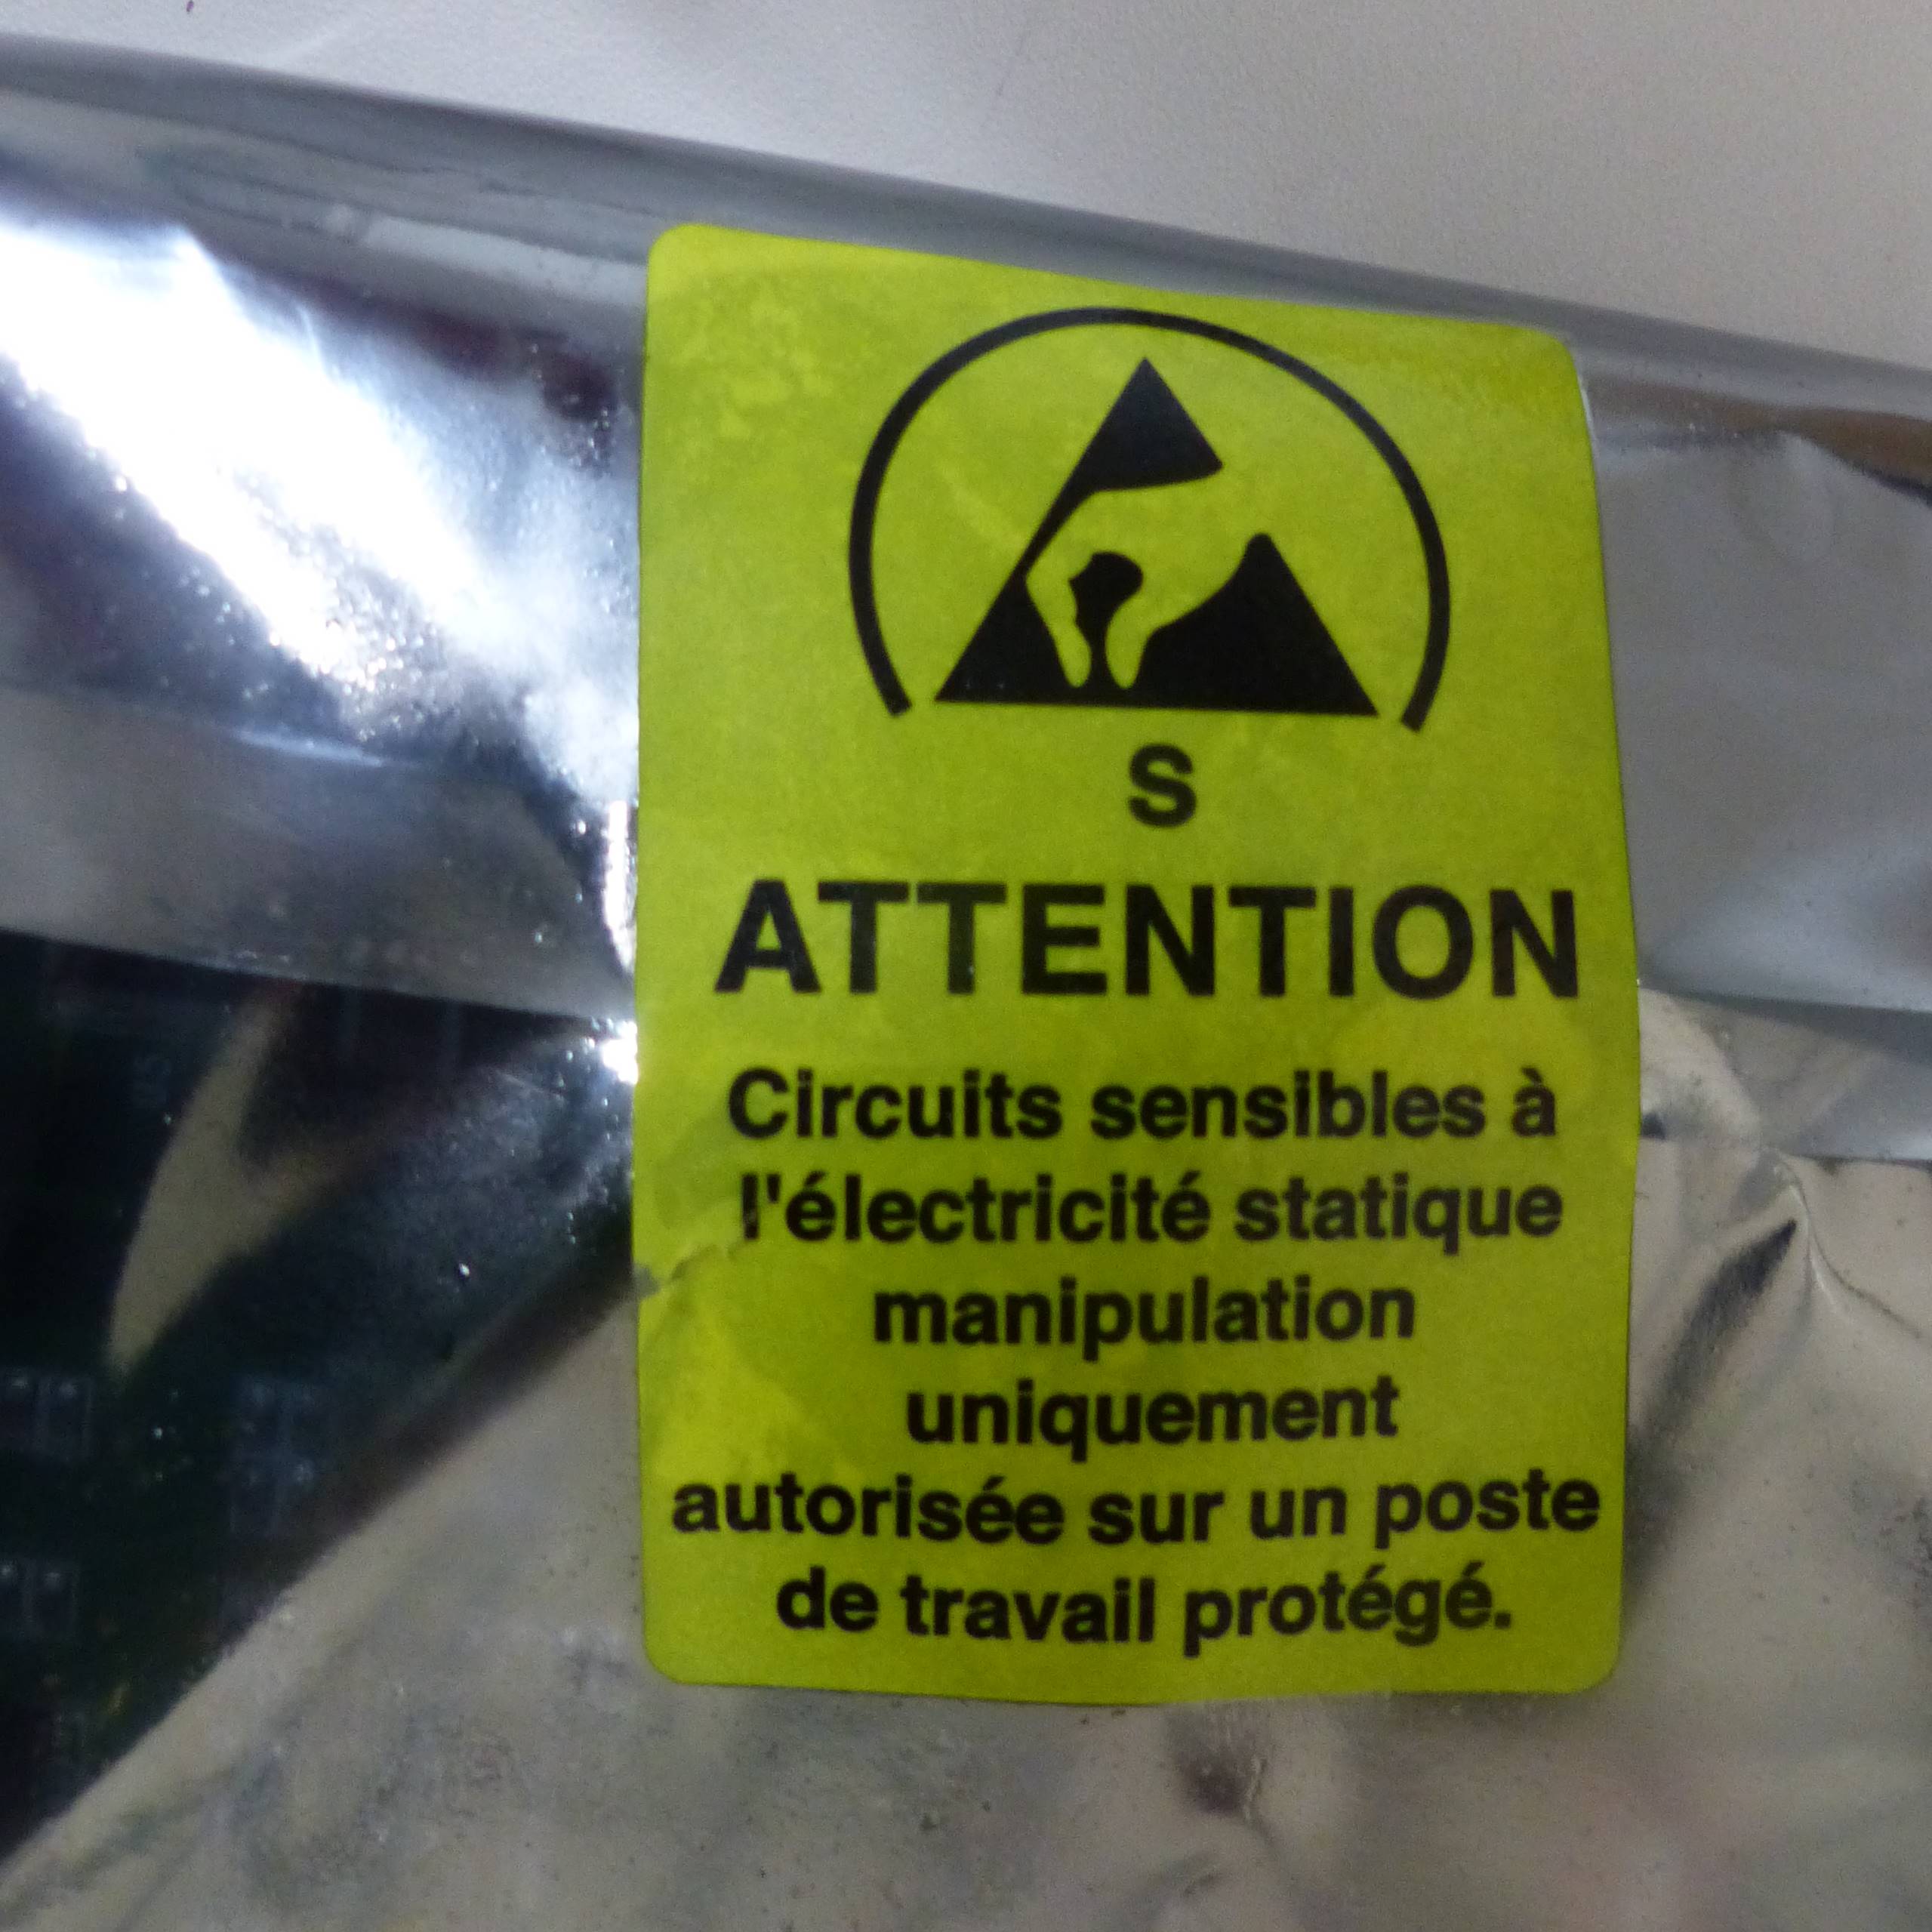 S
ATTENTION
Circuits sensibles à
l'électricité statique
manipulation
uniquement
autorisée sur un poste
de travail protégé.